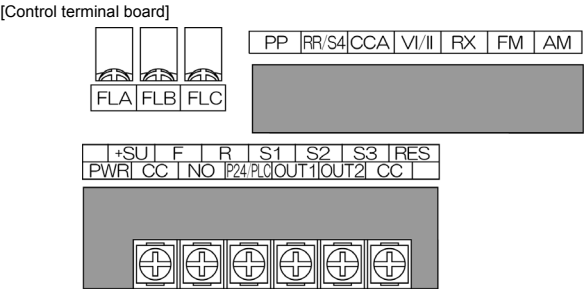 [Control terminal board]
PP RR/S4 CCA VI/II RX FM AM
FLA FLB FLC
+SU F R S1 S2 S3 RES
PWR CC NO P24/PLC OUT1 OUT2 CC